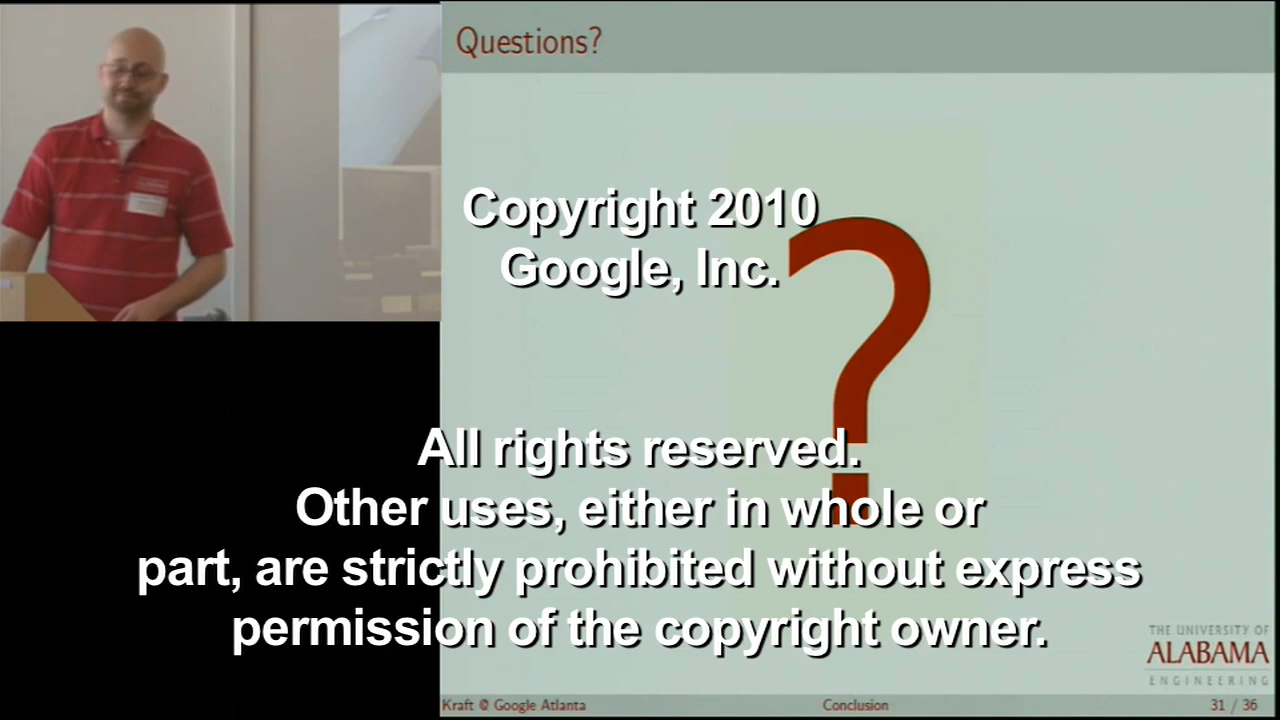 Questions?
Copyright 2010
Google, Inc.
?
All rights reserved.
Other uses, either in whole or
part, are strictly prohibited without express
permission of the copyright owner.
THE UNIVERSITY OF
ALABAMA
ENGINEERING
Kraft @ Google Atlanta
Conclusion
31 / 36